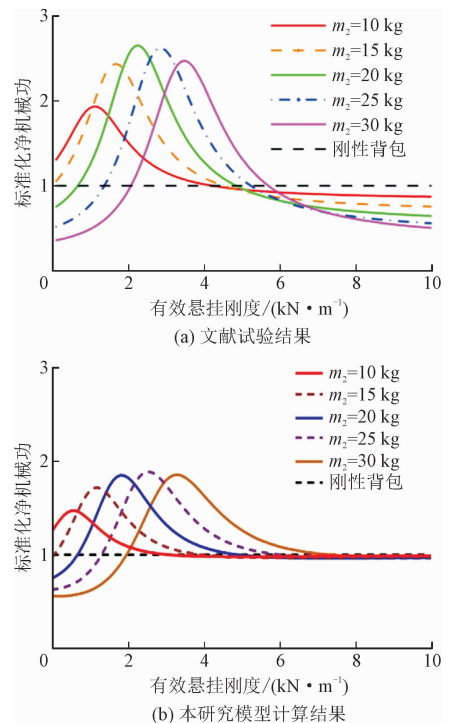 3
2
1
0
标准化净机械功
m₂=10 kg
m₂=15 kg
m₂=20 kg
m₂=25 kg
m₂=30 kg
刚性背包
0 2 4 6 8 10
有效悬挂刚度/(kN·m⁻¹)
(a) 文献试验结果
3
2
1
标准化净机械功
m₂=10 kg
m₂=15 kg
m₂=20 kg
m₂=25 kg
m₂=30 kg
刚性背包
0 2 4 6 8 10
有效悬挂刚度/(kN·m⁻¹)
(b) 本研究模型计算结果